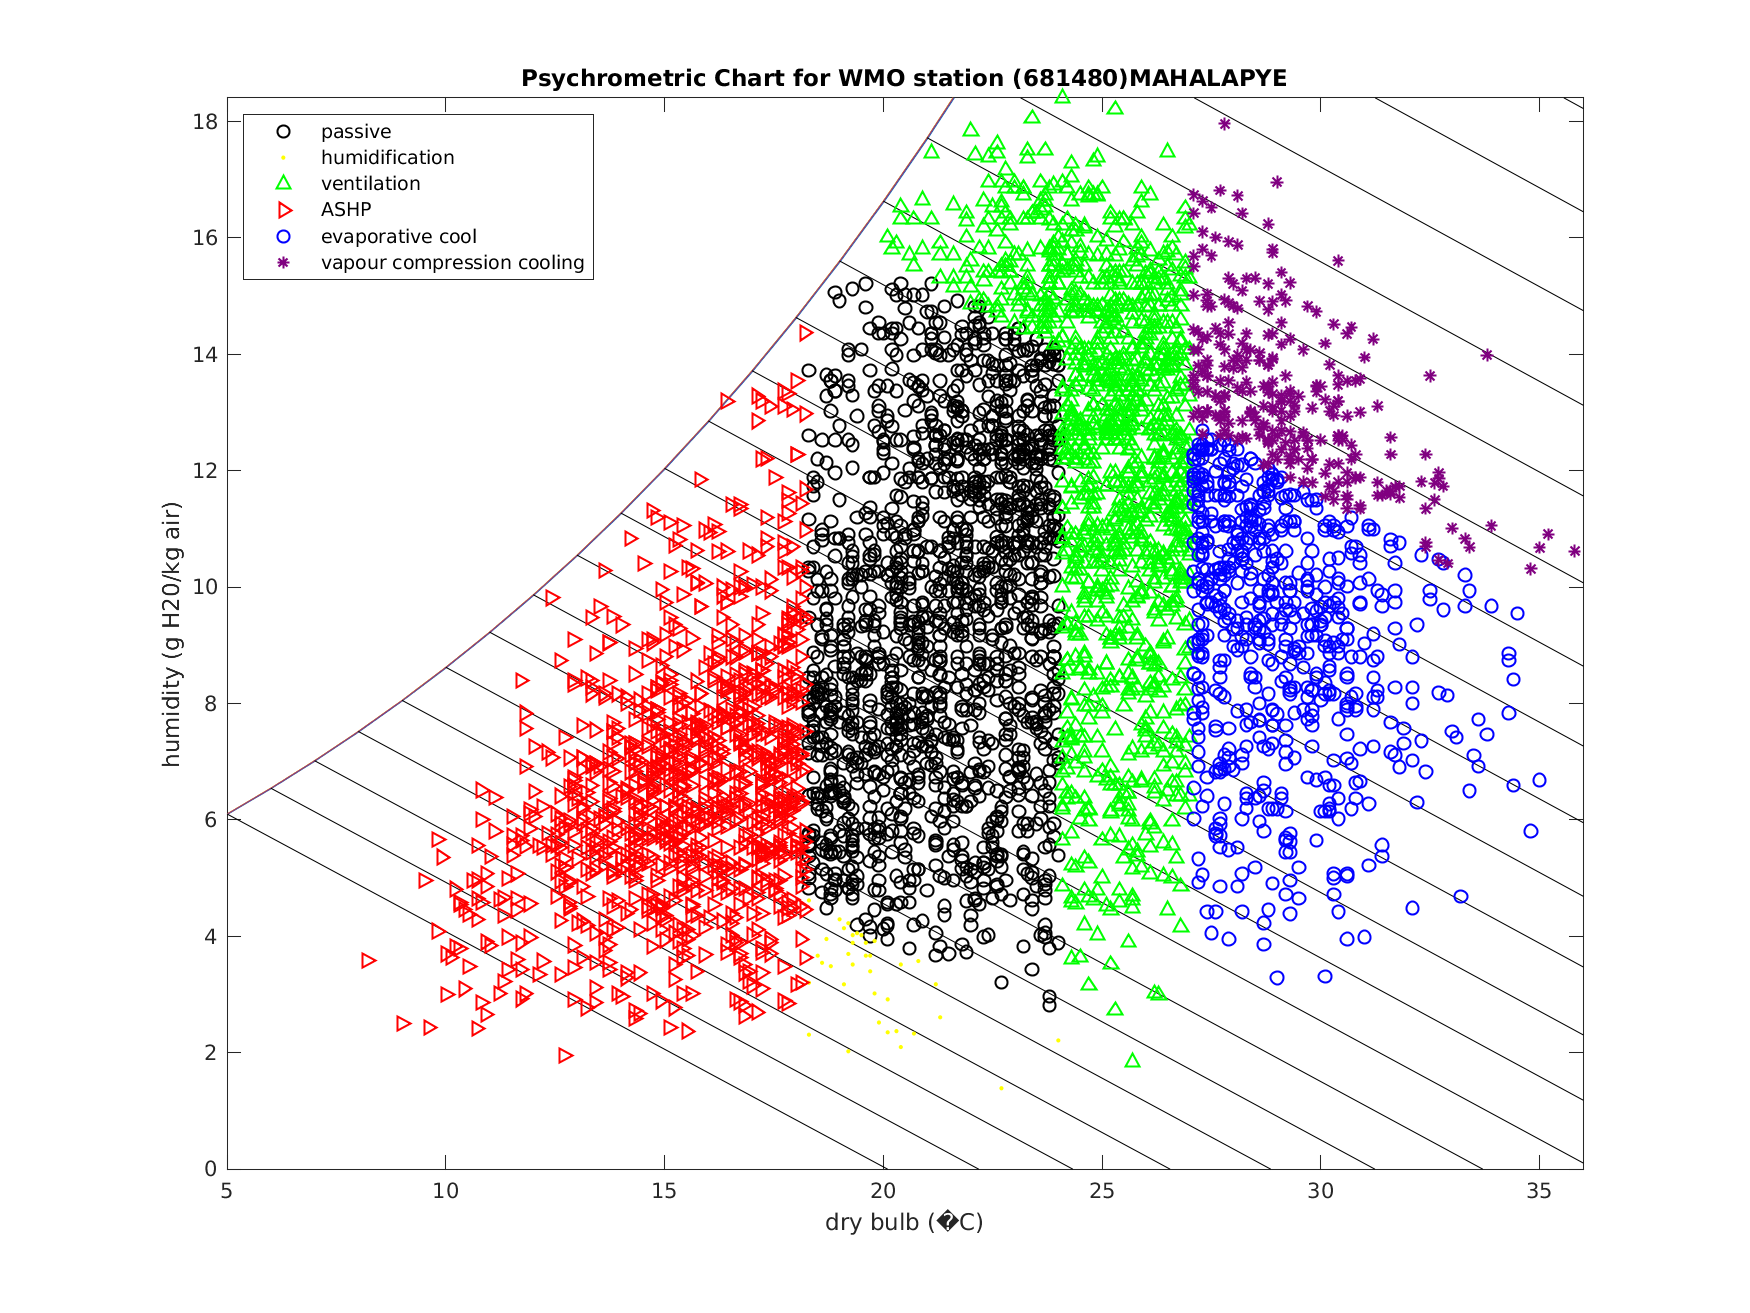 Psychrometric Chart for WMO station (681480)MAHALAPYE
passive
humidification
ventilation
ASHP
evaporative cool
vapour compression cooling
humidity (g H20/kg air)
18
16
14
12
10
8
6
4
2
0
5 10 15 20 25 30 35
dry bulb (�C)